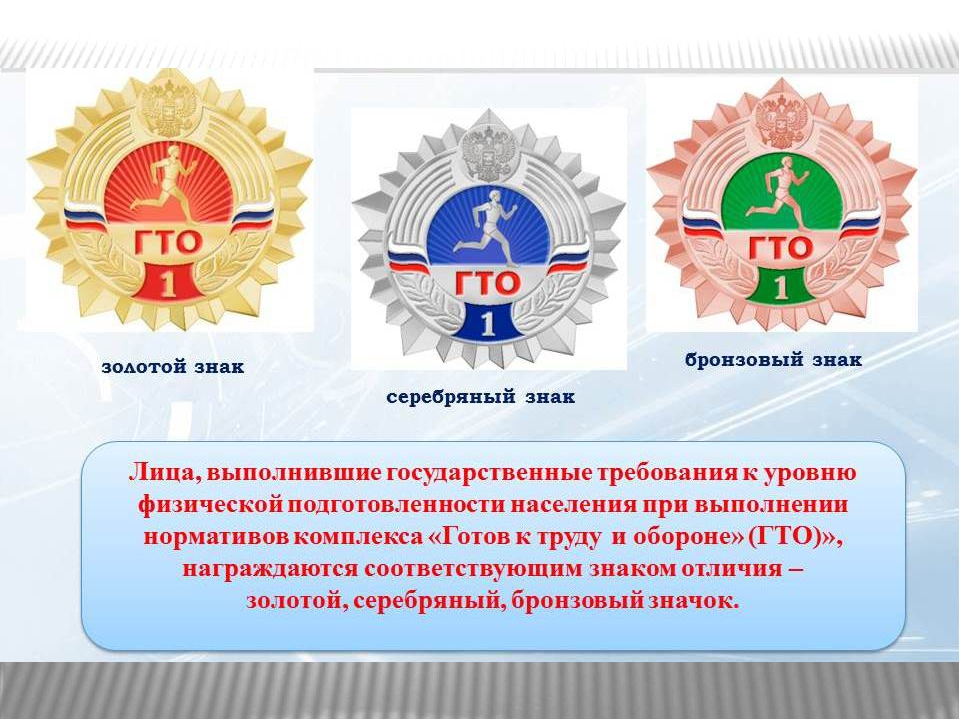 ГТО
1
ГТО
1
ГТО
1
золотой знак
серебряный знак
бронзовый знак
Лица, выполнившие государственные требования к уровню
физической подготовленности населения при выполнении
нормативов комплекса «Готов к труду и обороне» (ГТО)»,
награждаются соответствующим знаком отличия –
золотой, серебряный, бронзовый значок.